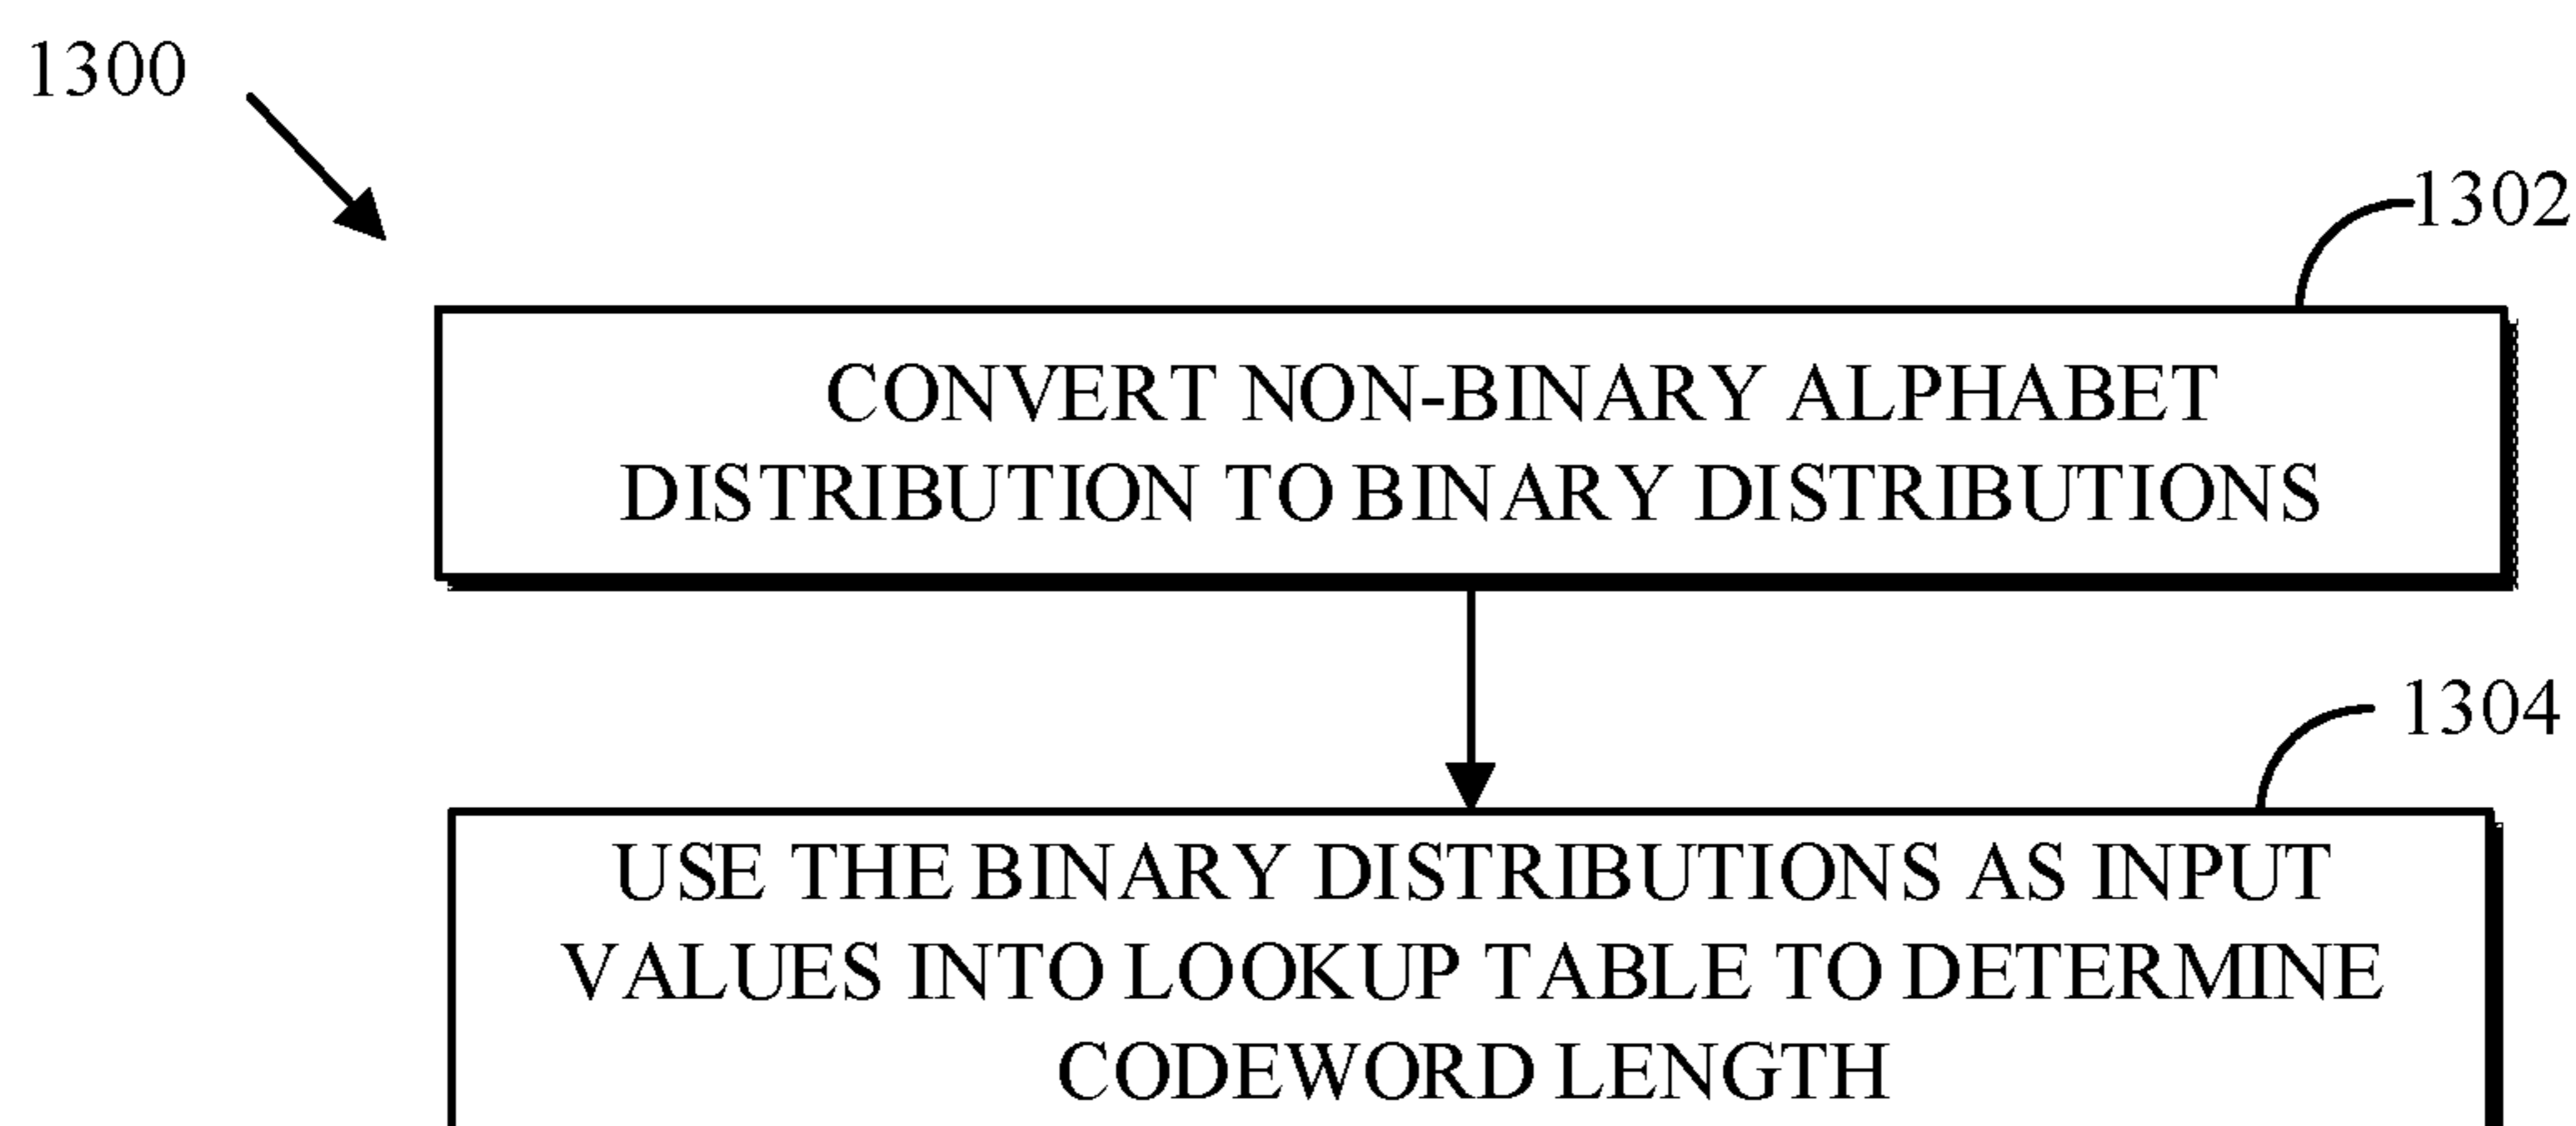 1300
1302
CONVERT NON-BINARY ALPHABET
DISTRIBUTION TO BINARY DISTRIBUTIONS
1304
USE THE BINARY DISTRIBUTIONS AS INPUT
VALUES INTO LOOKUP TABLE TO DETERMINE
CODEWORD LENGTH